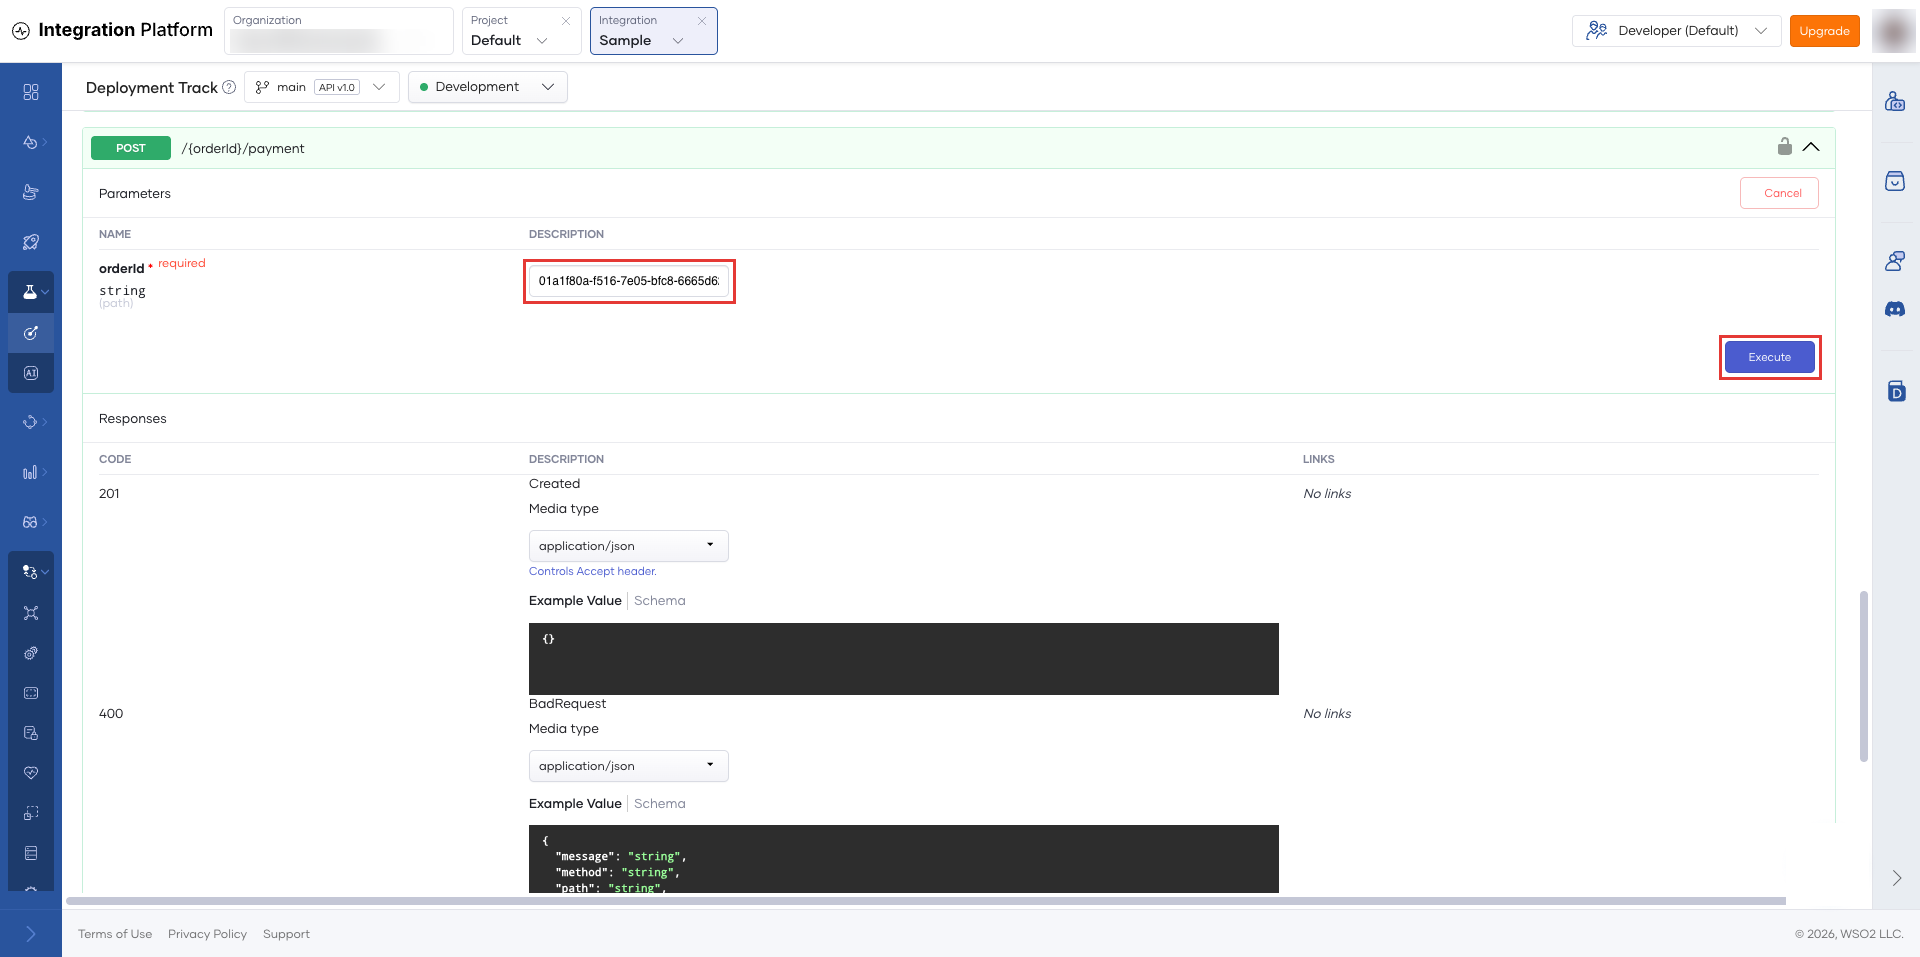 Integration Platform
Organization
Project
Default
Integration
Sample
Developer (Default)
Upgrade
Deployment Track
main API v1.0
Development
POST /{orderId}/payment
Parameters
Cancel
NAME DESCRIPTION
orderId * required
string
(path)
01a1f80a-f516-7e05-bfc8-6665d6
Execute
Responses
CODE DESCRIPTION LINKS
201 Created No links
Media type
application/json
Controls Accept header.
Example Value Schema
{}
400 BadRequest No links
Media type
application/json
Example Value Schema
{
"message": "string",
"method": "string",
"path": "string",
AI
D
Terms of Use Privacy Policy Support
© 2026, WSO2 LLC.